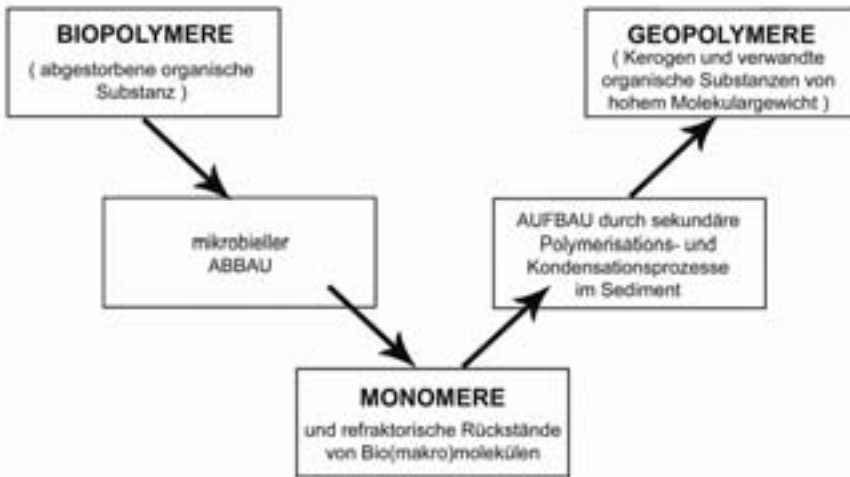 BIOPOLYMERE
( abgestorbene organische
Substanz )
mikrobieller
ABBAU
MONOMERE
und refraktorische Rückstände
von Bio(makro)molekülen
AUFBAU durch sekundäre
Polymerisations- und
Kondensationsprozesse
im Sediment
GEOPOLYMERE
( Kerogen und verwandte
organische Substanzen von
hohem Molekulargewicht )